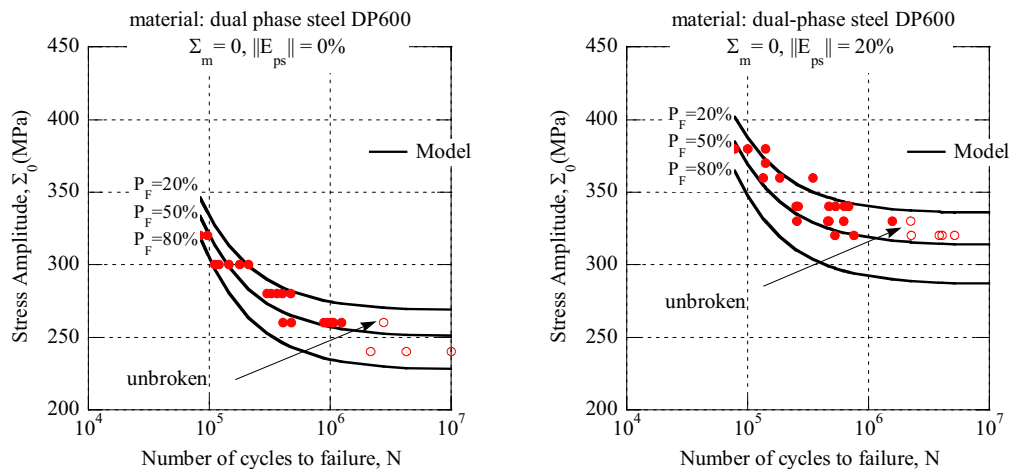 material: dual phase steel DP600
Σm = 0, ||Eps|| = 0%
450
400
350
300
250
200
Stress Amplitude, Σ0(MPa)
PF=20%
PF=50%
PF=80%
Model
unbroken
10^4
10^5
10^6
10^7
Number of cycles to failure, N
material: dual-phase steel DP600
Σm = 0, ||Eps|| = 20%
450
400
350
300
250
200
Stress Amplitude, Σ0(MPa)
PF=20%
PF=50%
PF=80%
Model
unbroken
10^4
10^5
10^6
10^7
Number of cycles to failure, N